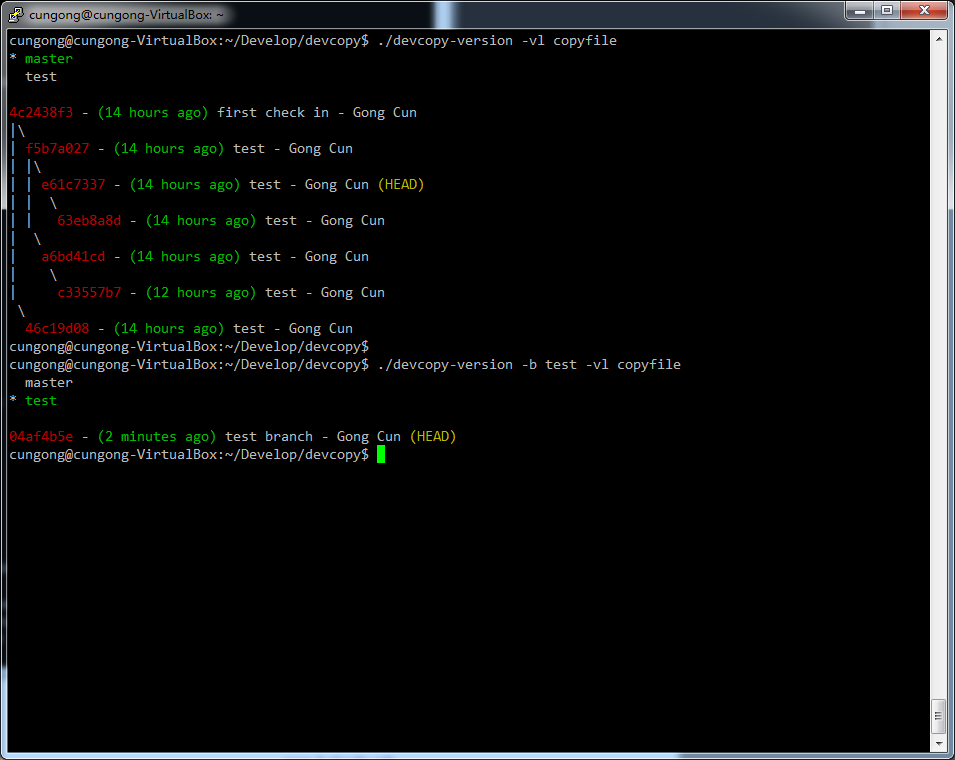 cungong@cungong-VirtualBox: ~
cungong@cungong-VirtualBox:~/Develop/devcopy$ ./devcopy-version -vl copyfile
* master
  test

4c2438f3 - (14 hours ago) first check in - Gong Cun
|\
| f5b7a027 - (14 hours ago) test - Gong Cun
| |\
| | e61c7337 - (14 hours ago) test - Gong Cun (HEAD)
| |  \
| |   63eb8a8d - (14 hours ago) test - Gong Cun
|  \
|   a6bd41cd - (14 hours ago) test - Gong Cun
|    \
|     c33557b7 - (12 hours ago) test - Gong Cun
 \
  46c19d08 - (14 hours ago) test - Gong Cun
cungong@cungong-VirtualBox:~/Develop/devcopy$
cungong@cungong-VirtualBox:~/Develop/devcopy$ ./devcopy-version -b test -vl copyfile
  master
* test

04af4b5e - (2 minutes ago) test branch - Gong Cun (HEAD)
cungong@cungong-VirtualBox:~/Develop/devcopy$